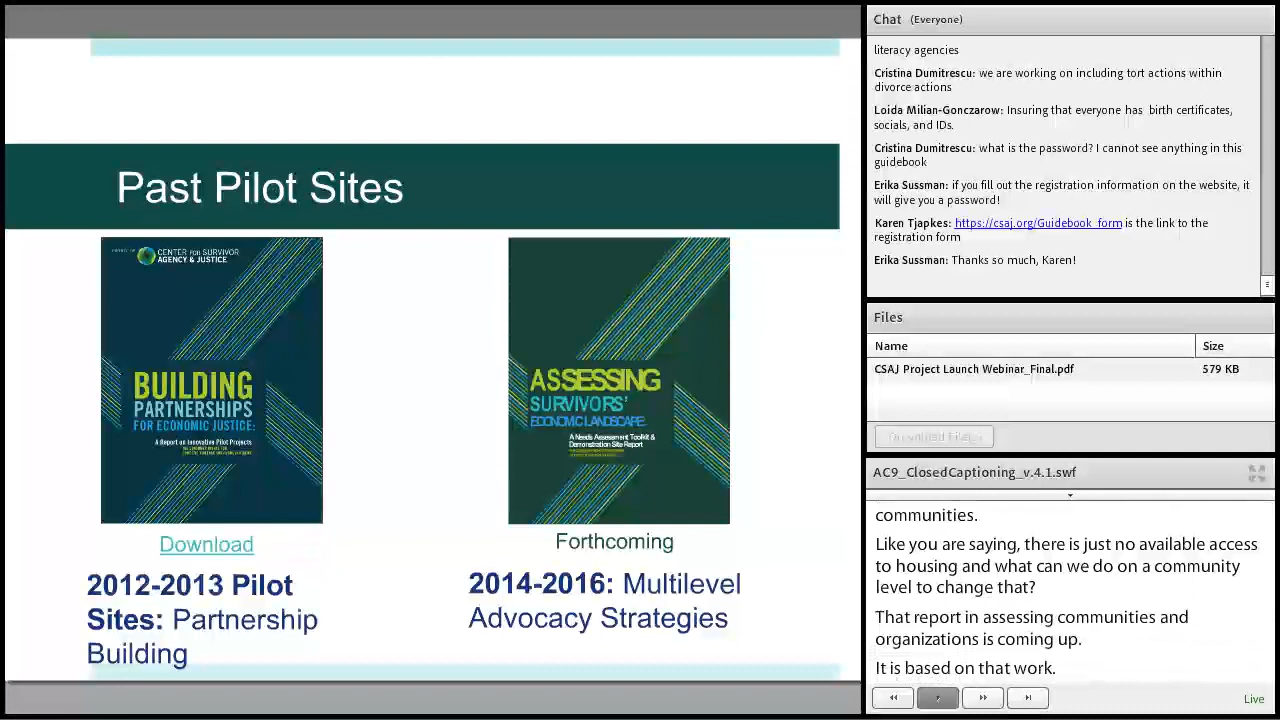 Past Pilot Sites
CENTER for SURVIVOR
AGENCY & JUSTICE
BUILDING
PARTNERSHIPS
FOR ECONOMIC JUSTICE:
A Report on Innovative Pilot Projects
Download
2012-2013 Pilot
Sites: Partnership
Building
ASSESSING
SURVIVORS'
ECONOMIC LANDSCAPE:
A Needs Assessment Toolkit &
Demonstration Site Report
Forthcoming
2014-2016: Multilevel
Advocacy Strategies
Chat (Everyone)
literacy agencies
Cristina Dumitrescu: we are working on including tort actions within
divorce actions
Loida Milian-Gonczarow: Insuring that everyone has birth certificates,
socials, and IDs.
Cristina Dumitrescu: what is the password? I cannot see anything in this
guidebook
Erika Sussman: if you fill out the registration information on the website, it
will give you a password!
Karen Tjapkes: https://csaj.org/Guidebook_form is the link to the
registration form
Erika Sussman: Thanks so much, Karen!
Files
Name Size
CSAJ Project Launch Webinar_Final.pdf 579 KB
Download File(s)
AC9_ClosedCaptioning_v.4.1.swf
communities.
Like you are saying, there is just no available access
to housing and what can we do on a community
level to change that?
That report in assessing communities and
organizations is coming up.
It is based on that work.
Live